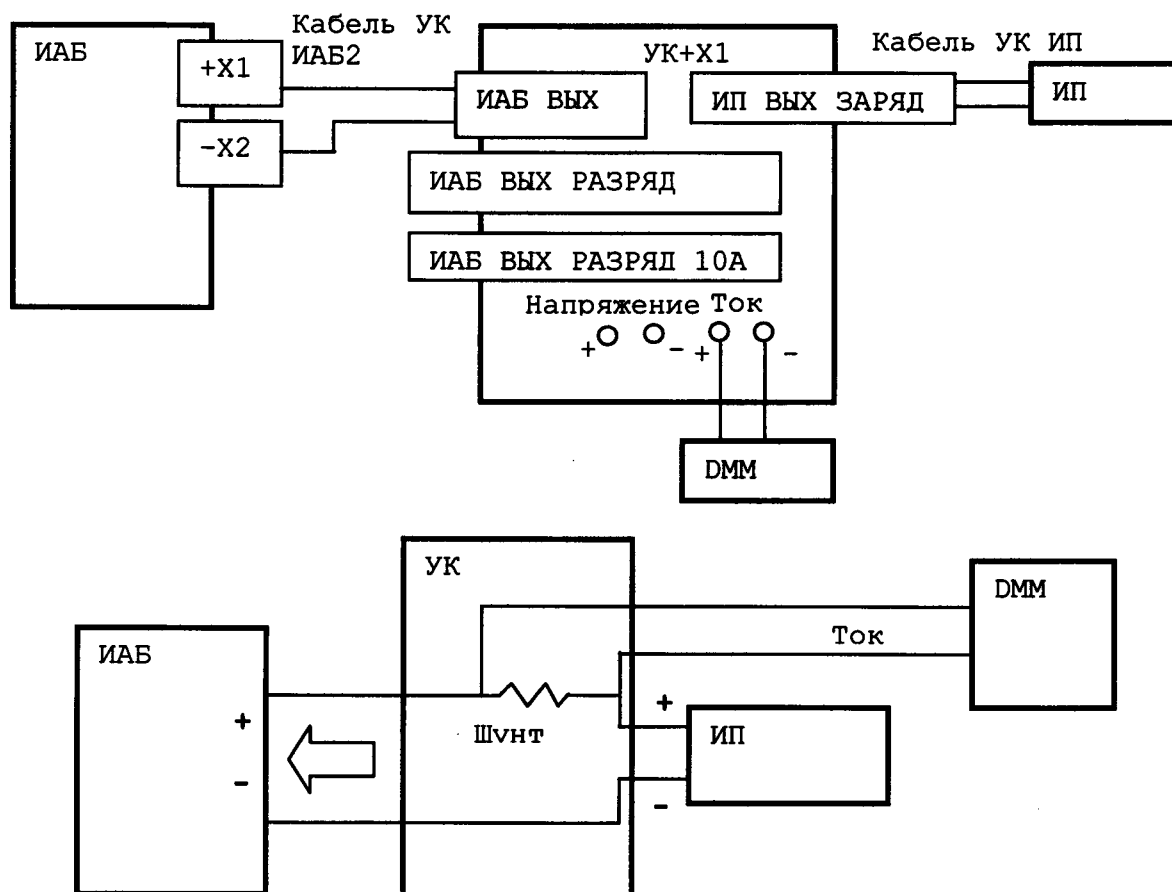 ИАБ
+X1
-X2
Кабель УК
ИАБ2
УК+X1
ИАБ ВЫХ
ИП ВЫХ ЗАРЯД
Кабель УК ИП
ИП
ИАБ ВЫХ РАЗРЯД
ИАБ ВЫХ РАЗРЯД 10А
Напряжение Ток
+ - + -
DMM
УК
DMM
Ток
ИАБ
+
-
Шунт
+
ИП
-